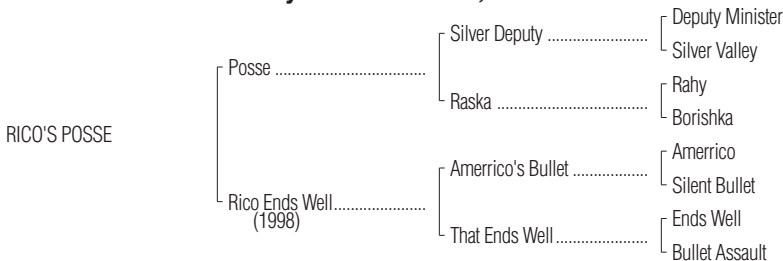 Deputy Minister
Silver Deputy ........................
Silver Valley
Posse ....................................
Rahy
Raska ....................................
Borishka
RICO'S POSSE
Amerrico
Amerrico's Bullet ..................
Silent Bullet
Rico Ends Well......................
(1998)
Ends Well
That Ends Well......................
Bullet Assault